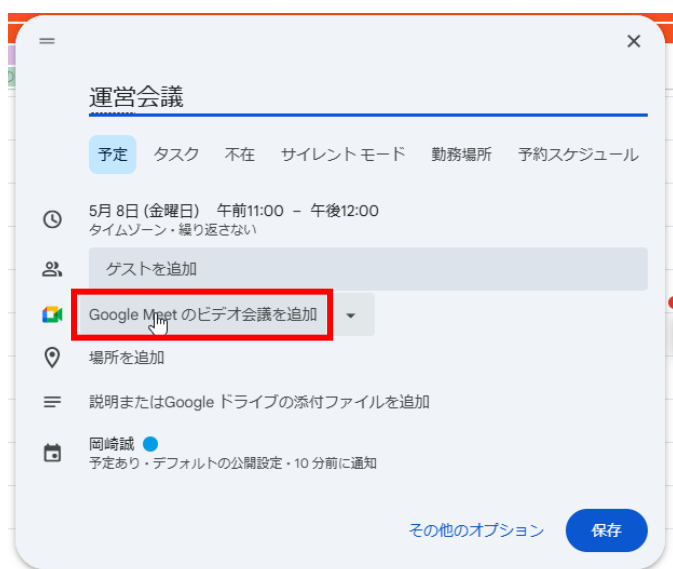 運営会議
予定 タスク 不在 サイレント モード 勤務場所 予約スケジュール
5月 8日 (金曜日) 午前11:00 – 午後12:00
タイムゾーン・繰り返さない
ゲストを追加
Google Meet のビデオ会議を追加
場所を追加
説明またはGoogle ドライブの添付ファイルを追加
岡崎誠
予定あり・デフォルトの公開設定・10 分前に通知
その他のオプション 保存